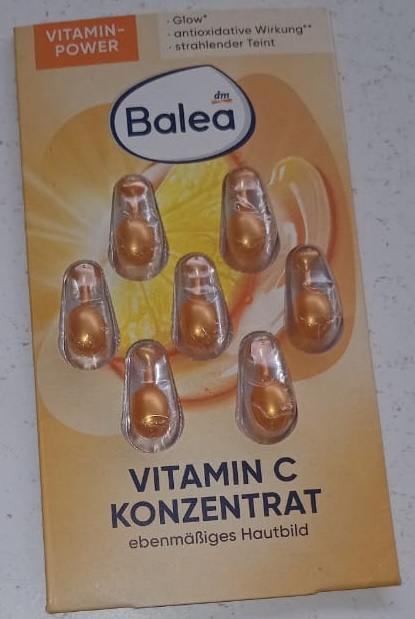 VITAMIN-
POWER
· Glow*
· antioxidative Wirkung**
· strahlender Teint
dm
Balea
VITAMIN C
KONZENTRAT
ebenmäßiges Hautbild